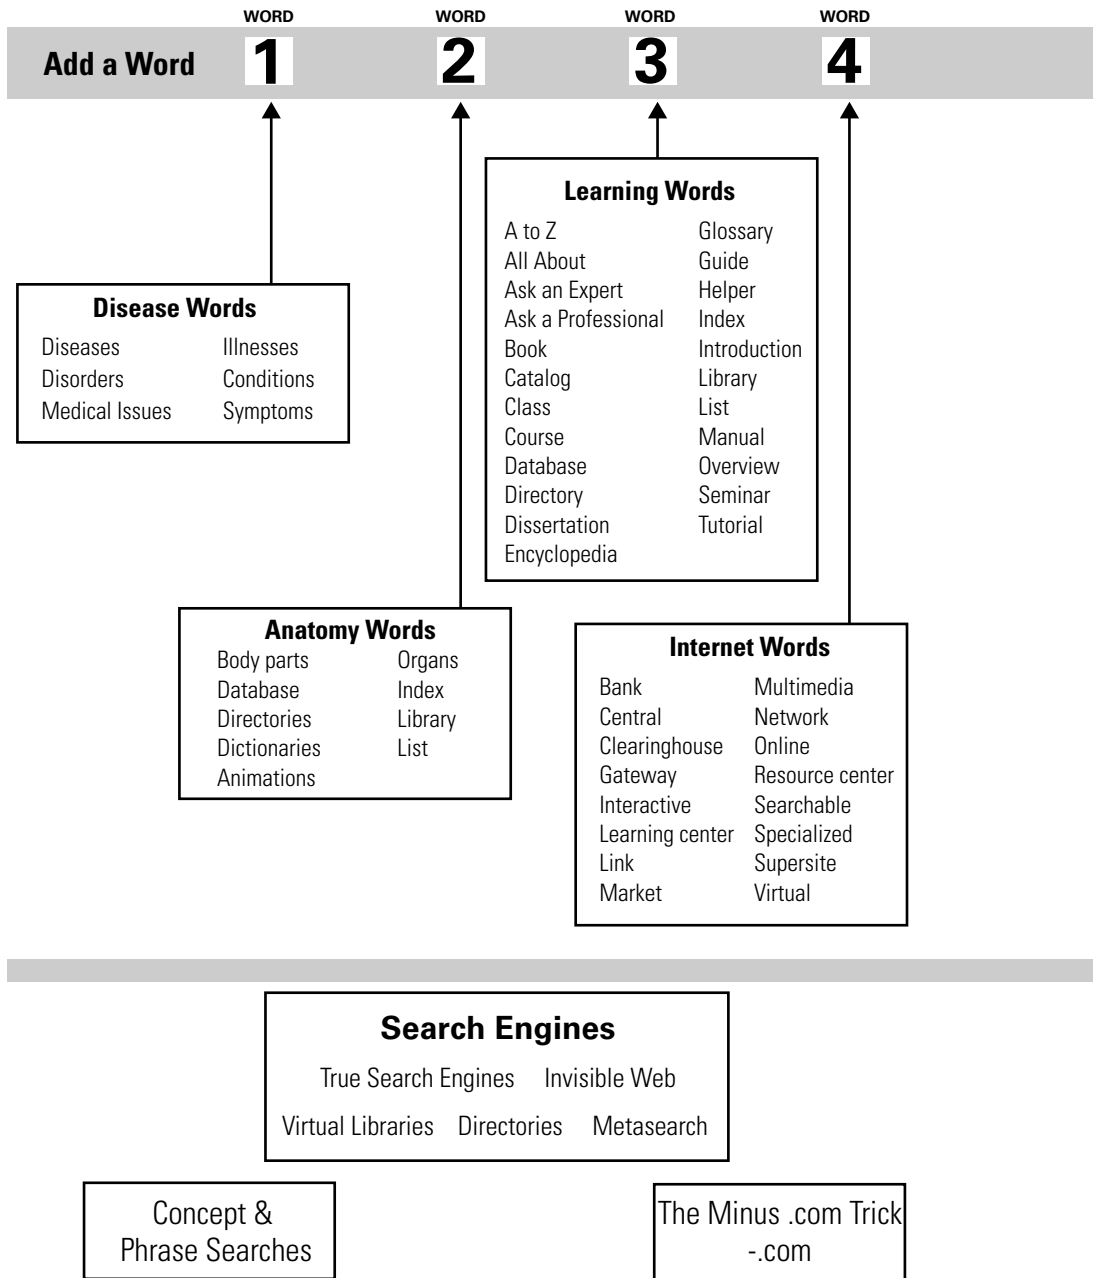 WORD WORD WORD WORD
Add a Word 1 2 3 4
Learning Words
A to Z Glossary
All About Guide
Ask an Expert Helper
Ask a Professional Index
Book Introduction
Catalog Library
Class List
Course Manual
Database Overview
Directory Seminar
Dissertation Tutorial
Encyclopedia
Disease Words
Diseases Illnesses
Disorders Conditions
Medical Issues Symptoms
Anatomy Words
Body parts Organs
Database Index
Directories Library
Dictionaries List
Animations
Internet Words
Bank Multimedia
Central Network
Clearinghouse Online
Gateway Resource center
Interactive Searchable
Learning center Specialized
Link Supersite
Market Virtual
Search Engines
True Search Engines Invisible Web
Virtual Libraries Directories Metasearch
Concept &
Phrase Searches
The Minus .com Trick
-.com